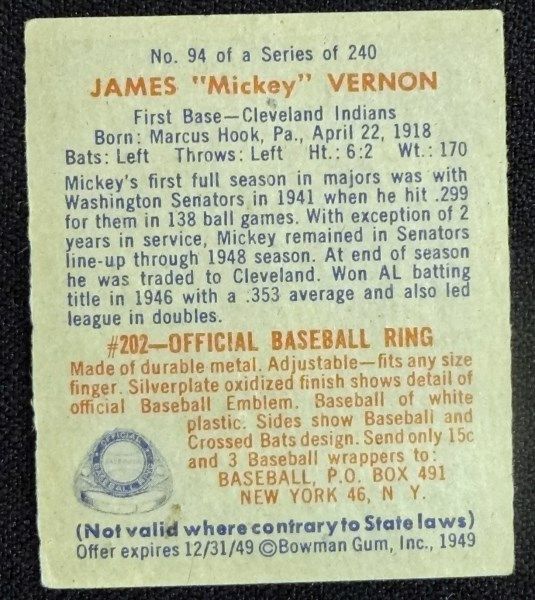 No. 94 of a Series of 240
JAMES "Mickey" VERNON
First Base—Cleveland Indians
Born: Marcus Hook, Pa., April 22, 1918
Bats: Left Throws: Left Ht.: 6:2 Wt.: 170
Mickey's first full season in majors was with
Washington Senators in 1941 when he hit .299
for them in 138 ball games. With exception of 2
years in service, Mickey remained in Senators
line-up through 1948 season. At end of season
he was traded to Cleveland. Won AL batting
title in 1946 with a .353 average and also led
league in doubles.
#202—OFFICIAL BASEBALL RING
Made of durable metal. Adjustable—fits any size
finger. Silverplate oxidized finish shows detail of
official Baseball Emblem. Baseball of white
plastic. Sides show Baseball and
Crossed Bats design. Send only 15c
and 3 Baseball wrappers to:
BASEBALL, P.O. BOX 491
NEW YORK 46, N. Y.
OFFICIAL
BASEBALL RING
(Not valid where contrary to State laws)
Offer expires 12/31/49 ©Bowman Gum, Inc., 1949